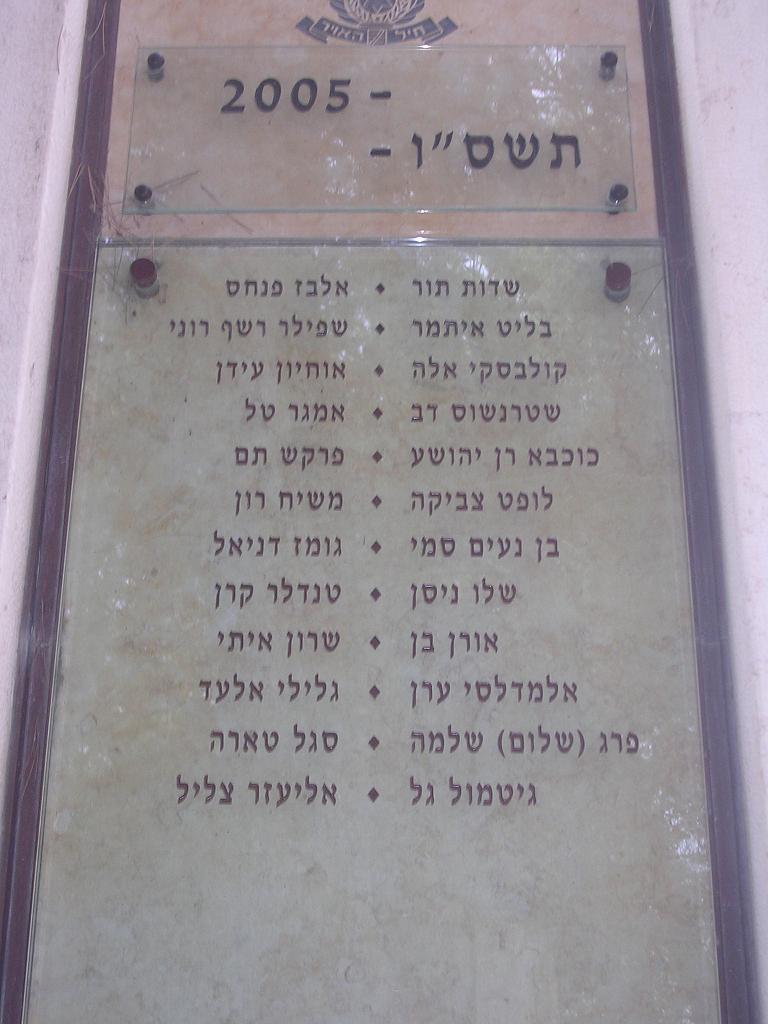 חיל האויר
2005 -
תשס"ו -
שדות תור • אלבז פנחס
בליט איתמר • שפילר רשף רוני
קולבסקי אלה • אוחיון עידן
שטרנשוס דב • אמגר טל
כוכבא רן יהושע • פרקש תם
לופט צביקה • משיח רון
בן נעים סמי • גומז דניאל
שלו ניסן • טנדלר קרן
אורן בן • שרון איתי
אלמדלסי ערן • גלילי אלעד
פרג (שלום) שלמה • סגל טארה
גיטמול גל • אליעזר צליל